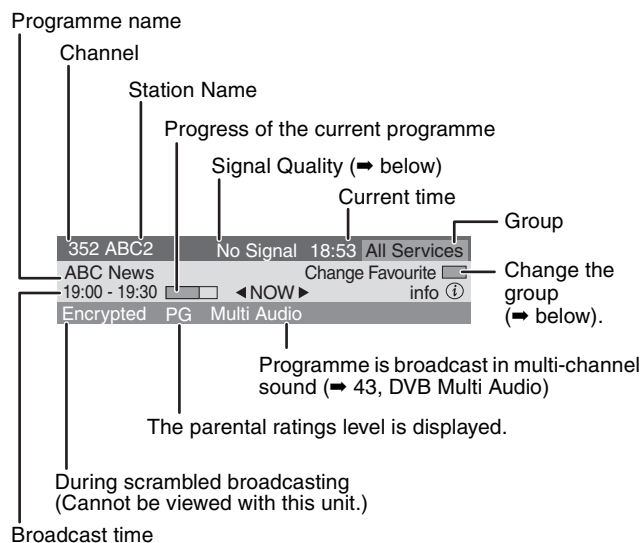 Programme name
Channel
Station Name
Progress of the current programme
Signal Quality (➡ below)
Current time
Group
352 ABC2 No Signal 18:53 All Services
ABC News Change Favourite
19:00 - 19:30 ◀NOW▶ info ⓘ
Encrypted PG Multi Audio
Change the
group
(➡ below).
Programme is broadcast in multi-channel
sound (➡ 43, DVB Multi Audio)
The parental ratings level is displayed.
During scrambled broadcasting
(Cannot be viewed with this unit.)
Broadcast time